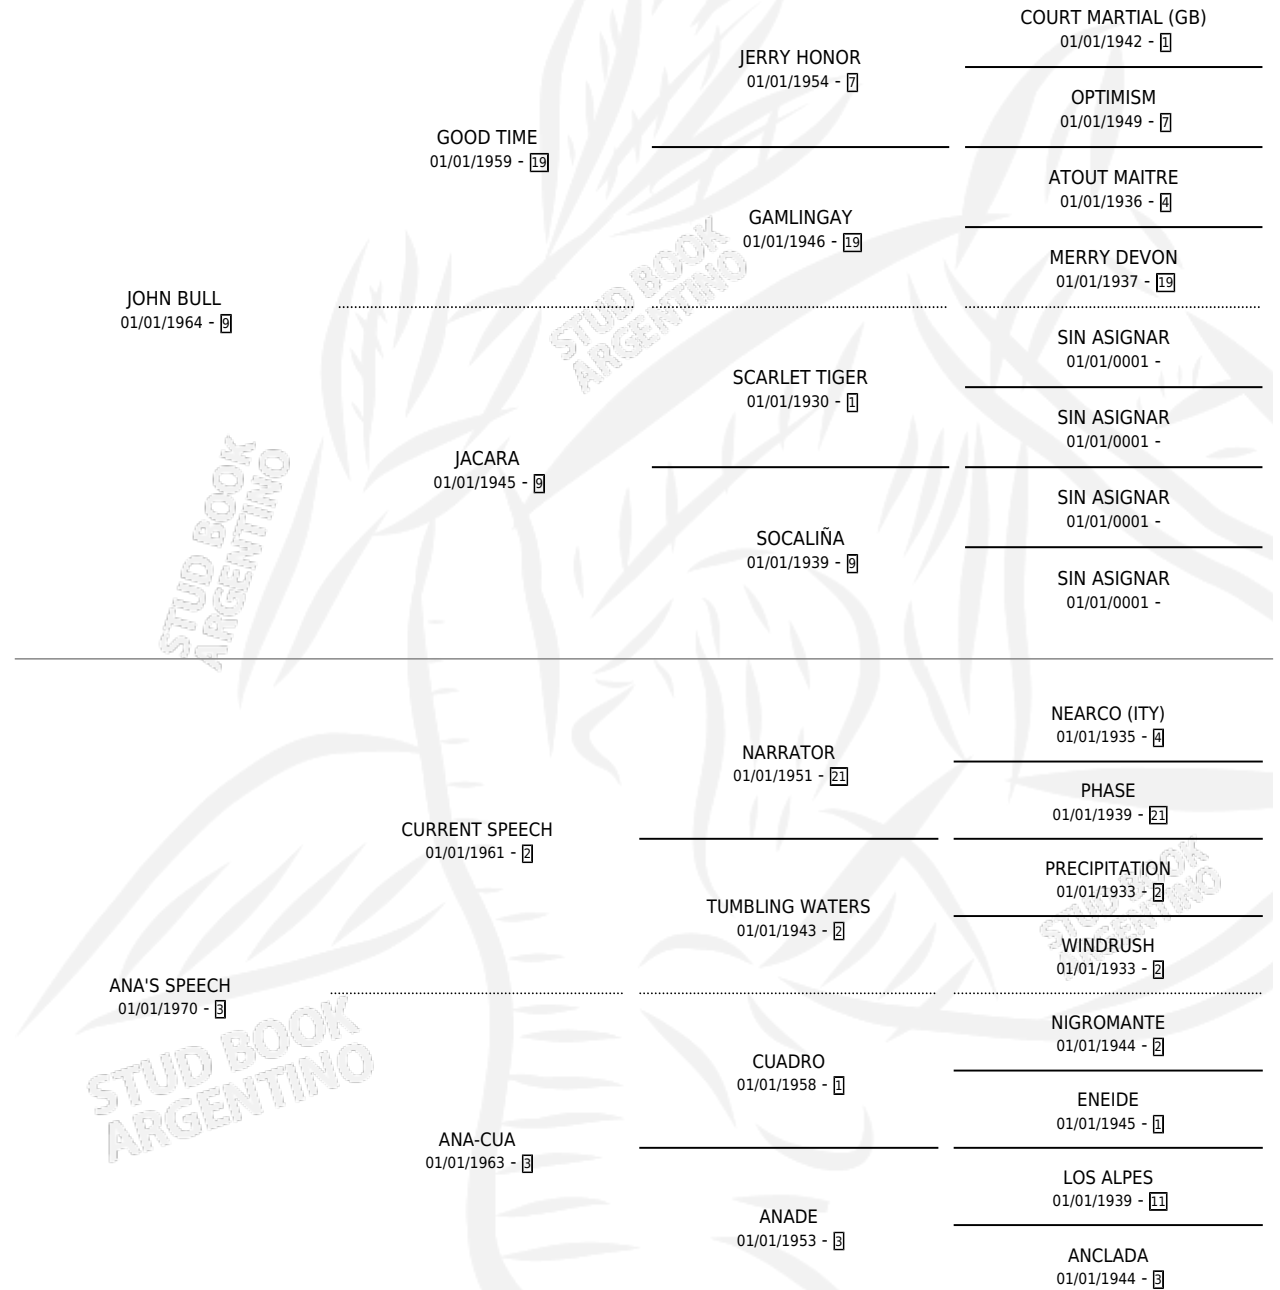 COURT MARTIAL (GB)
01/01/1942 - 1
JERRY HONOR
01/01/1954 - 7
OPTIMISM
01/01/1949 - 7
GOOD TIME
01/01/1959 - 19
ATOUT MAITRE
01/01/1936 - 4
GAMLINGAY
01/01/1946 - 19
MERRY DEVON
01/01/1937 - 19
JOHN BULL
01/01/1964 - 9
SIN ASIGNAR
01/01/0001 -
SCARLET TIGER
01/01/1930 - 1
SIN ASIGNAR
01/01/0001 -
JACARA
01/01/1945 - 9
SIN ASIGNAR
01/01/0001 -
SOCALIÑA
01/01/1939 - 9
SIN ASIGNAR
01/01/0001 -
NEARCO (ITY)
01/01/1935 - 4
NARRATOR
01/01/1951 - 21
PHASE
01/01/1939 - 21
CURRENT SPEECH
01/01/1961 - 2
PRECIPITATION
01/01/1933 - 2
TUMBLING WATERS
01/01/1943 - 2
WINDRUSH
01/01/1933 - 2
ANA'S SPEECH
01/01/1970 - 3
NIGROMANTE
01/01/1944 - 2
CUADRO
01/01/1958 - 1
ENEIDE
01/01/1945 - 1
ANA-CUA
01/01/1963 - 3
LOS ALPES
01/01/1939 - 11
ANADE
01/01/1953 - 3
ANCLADA
01/01/1944 - 3
STUD BOOK
ARGENTINO
STUD BOOK
ARGENTINO
STUD BOOK
ARGENTINO
STUD BOOK
ARGENTINO